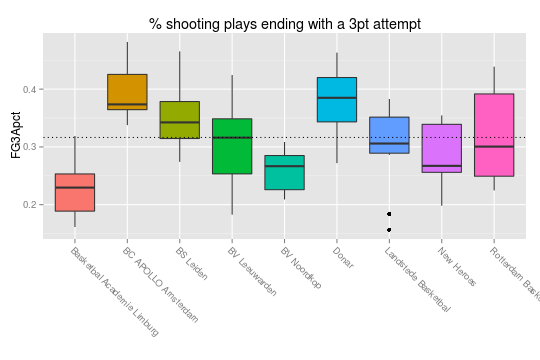 % shooting plays ending with a 3pt attempt
FG3Apct
0.4
0.3
0.2
Basketbal Academie Limburg
BC APOLLO Amsterdam
BS Leiden
BV Leeuwarden
BV Noordkop
Donar
Landstede Basketbal
New Heroes
Rotterdam